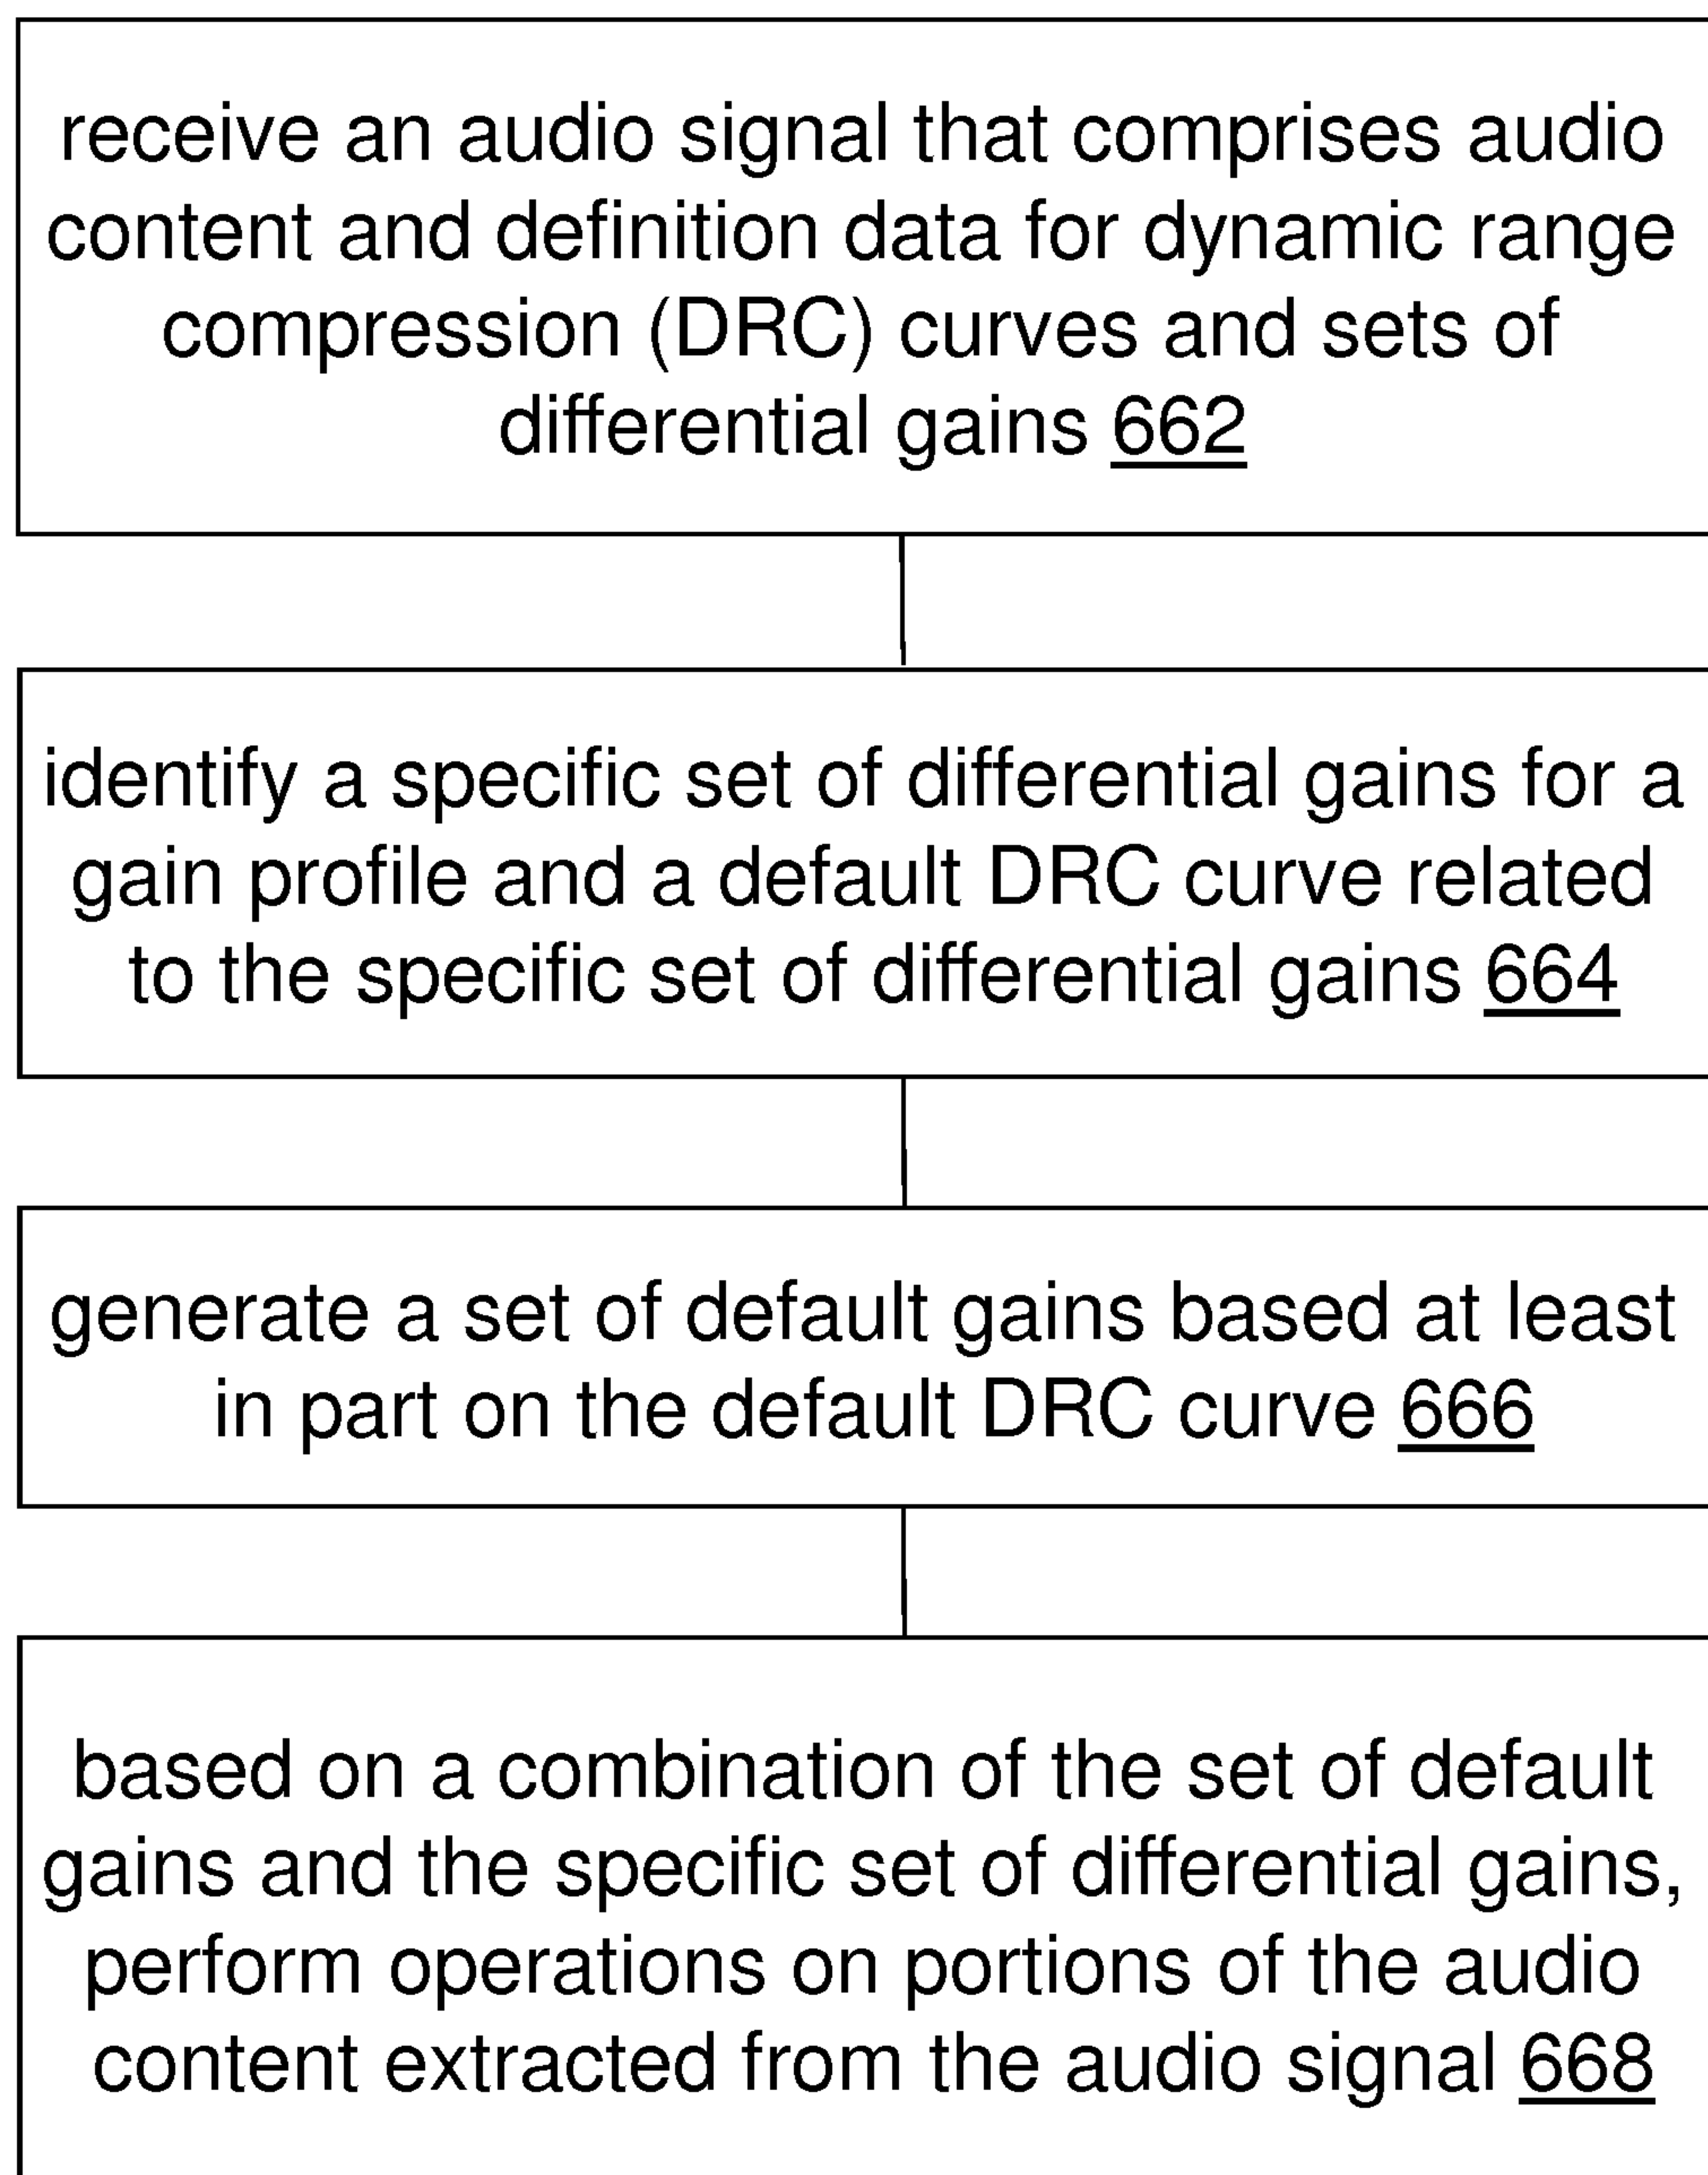 receive an audio signal that comprises audio
content and definition data for dynamic range
compression (DRC) curves and sets of
differential gains 662
identify a specific set of differential gains for a
gain profile and a default DRC curve related
to the specific set of differential gains 664
generate a set of default gains based at least
in part on the default DRC curve 666
based on a combination of the set of default
gains and the specific set of differential gains,
perform operations on portions of the audio
content extracted from the audio signal 668